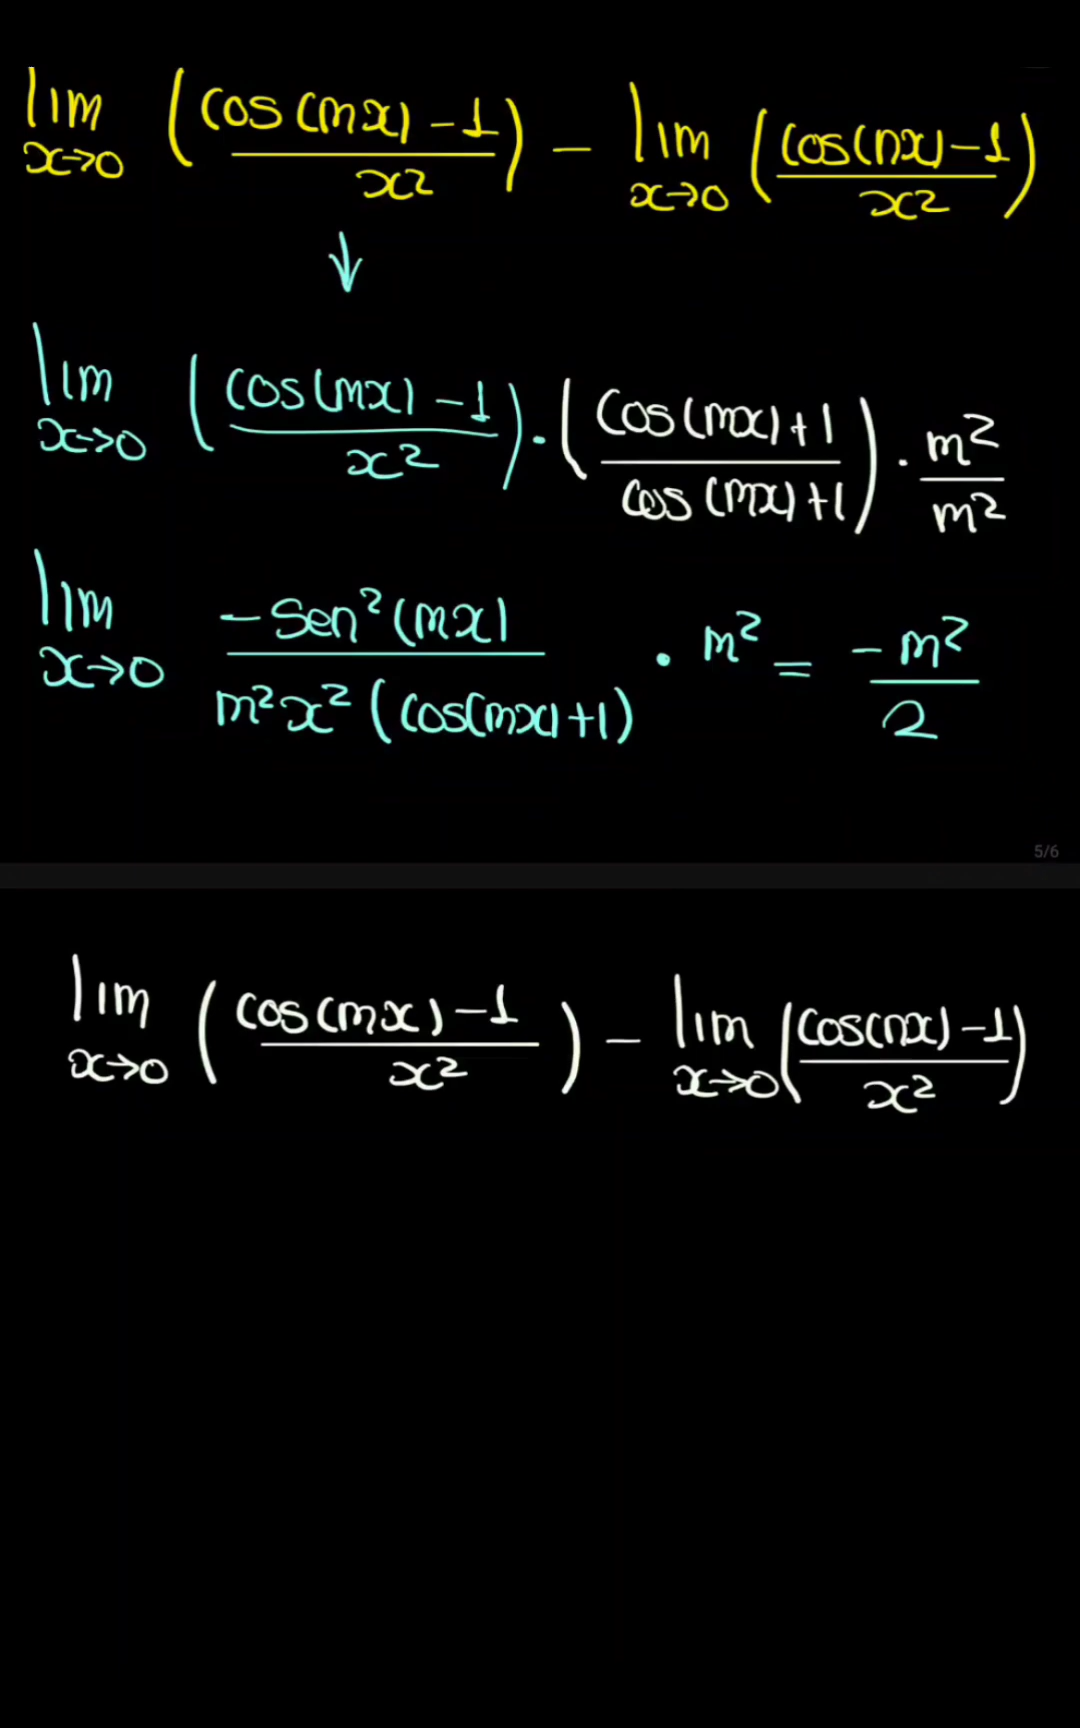 lim x→0 (cos(mx)-1 / x²) - lim x→0 (cos(nx)-1 / x²)
↓
lim x→0 (cos(mx)-1 / x²) · (cos(mx)+1 / cos(mx)+1) · m² / m²
lim x→0 -sen²(mx) / m²x²(cos(mx)+1) · m² = -m² / 2
5/6
lim x→0 (cos(mx)-1 / x²) - lim x→0 (cos(nx)-1 / x²)